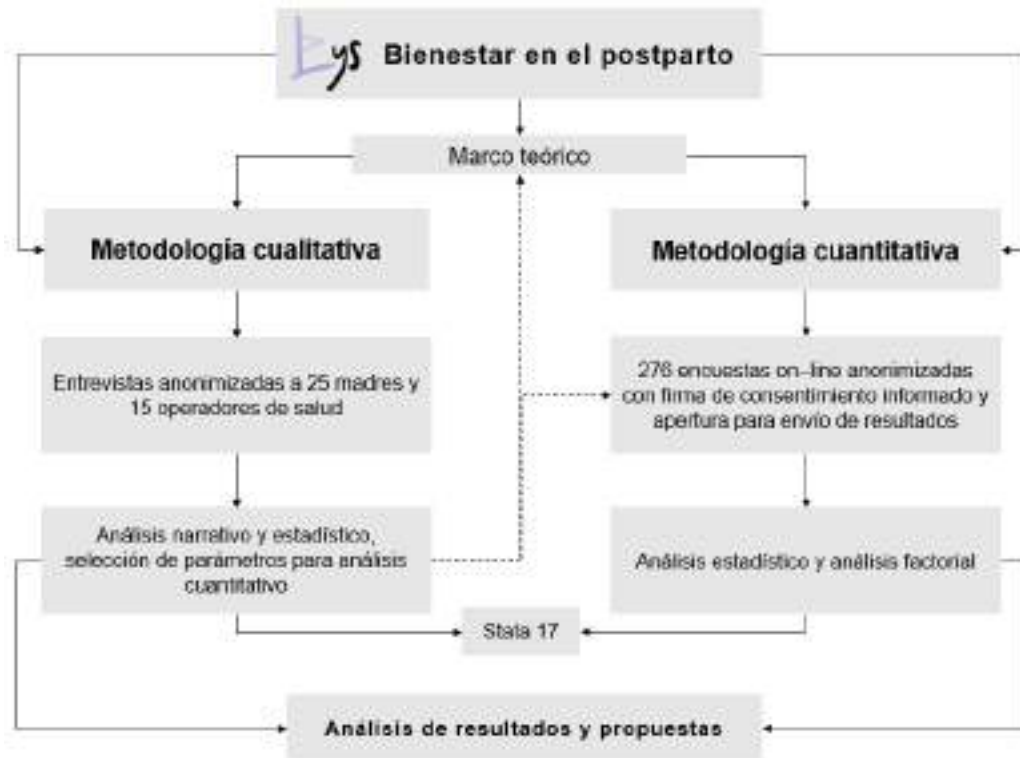 Lys Bienestar en el postparto
Marco teórico
Metodología cualitativa
Metodología cuantitativa
Entrevistas anonimizadas a 25 madres y
15 operadores de salud
276 encuestas on–line anonimizadas
con firma de consentimiento informado y
apertura para envío de resultados
Análisis narrativo y estadístico,
selección de parámetros para análisis
cuantitativo
Análisis estadístico y análisis factorial
Stata 17
Análisis de resultados y propuestas